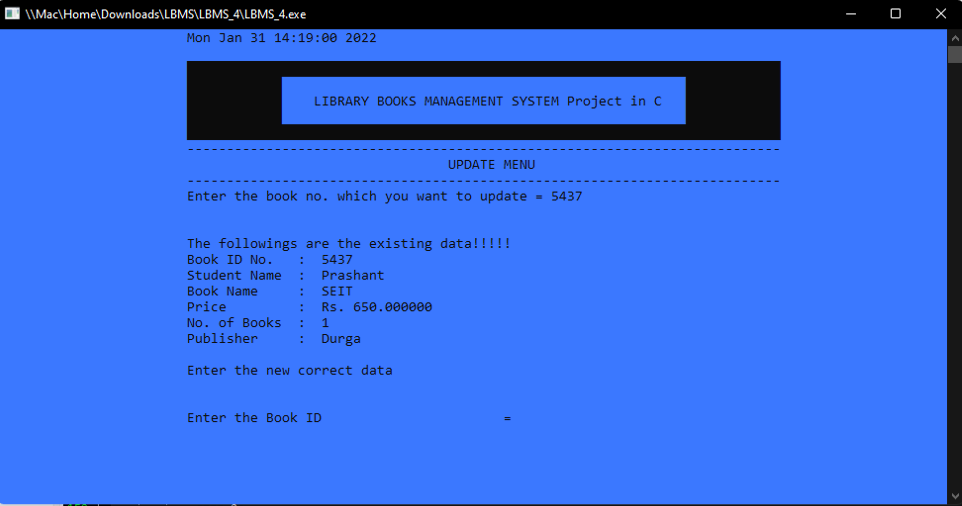 \\Mac\Home\Downloads\LBMS\LBMS_4\LBMS_4.exe
Mon Jan 31 14:19:00 2022
LIBRARY BOOKS MANAGEMENT SYSTEM Project in C
---------------------------------------------------------------------------
UPDATE MENU
---------------------------------------------------------------------------
Enter the book no. which you want to update = 5437
The followings are the existing data!!!!!
Book ID No.   :  5437
Student Name  :  Prashant
Book Name     :  SEIT
Price         :  Rs. 650.000000
No. of Books  :  1
Publisher     :  Durga
Enter the new correct data
Enter the Book ID                       =